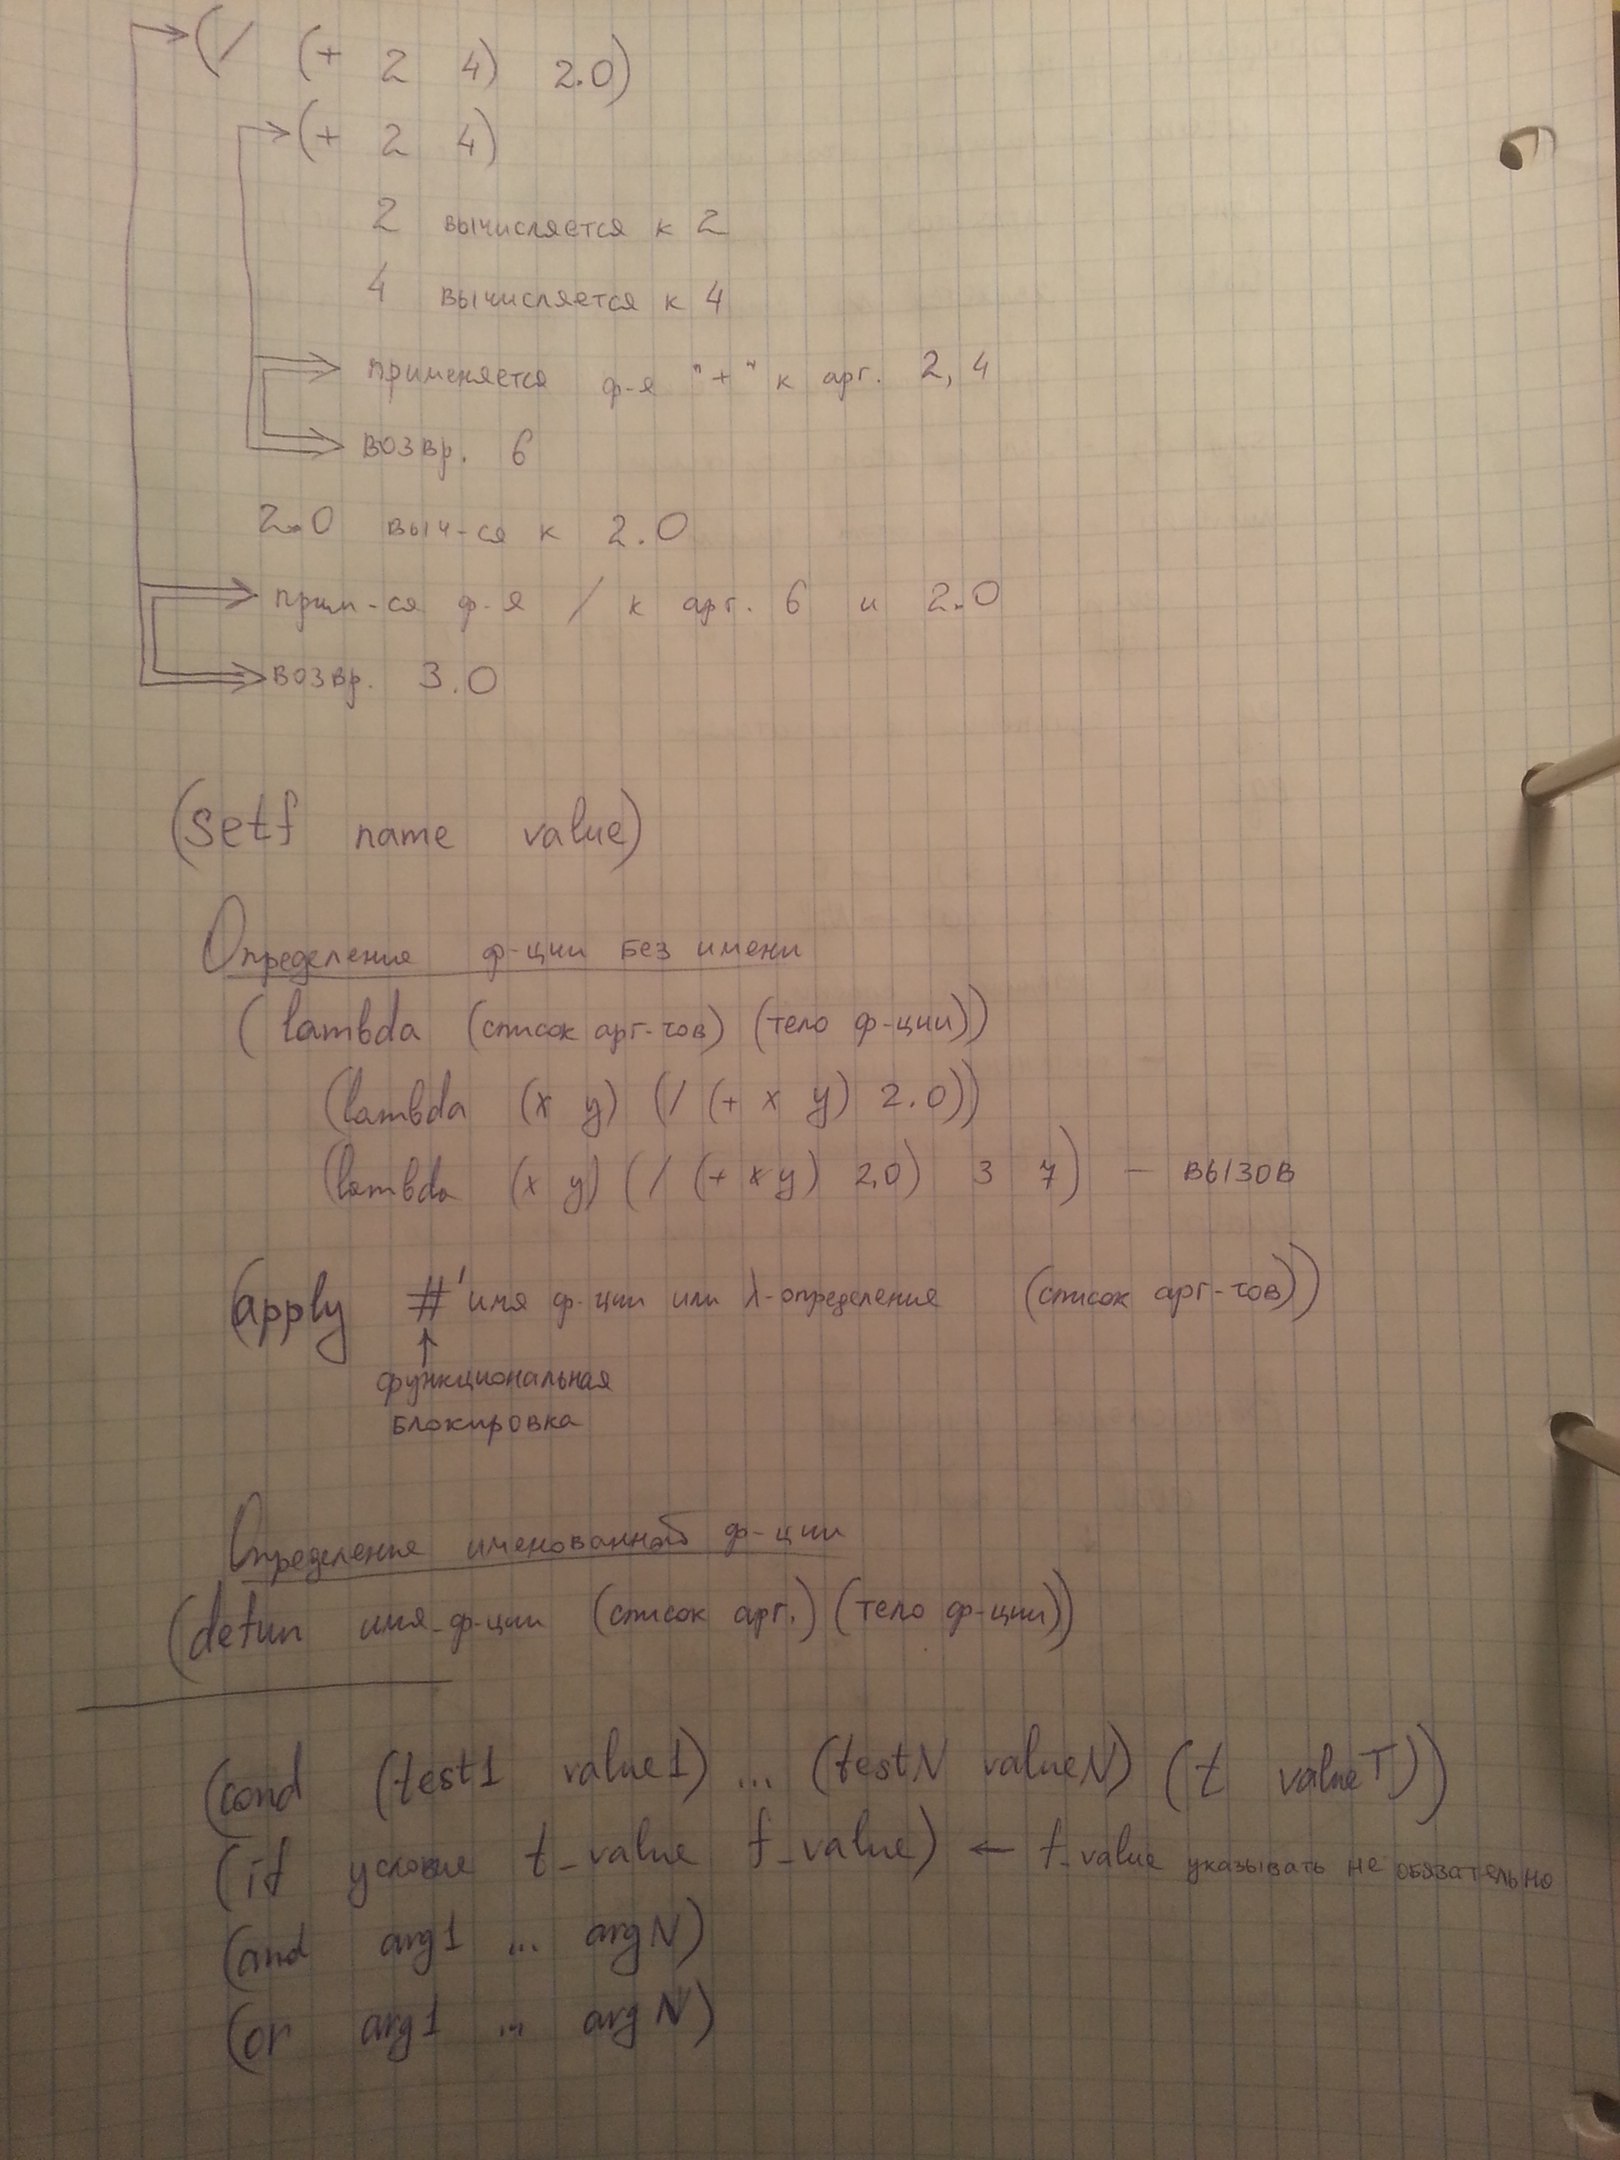 (/ (+ 2 4) 2.0)
(+ 2 4)
2 вычисляется к 2
4 вычисляется к 4
применяется ф-я "+" к арг. 2, 4
возвр. 6
2.0 выч-ся к 2.0
прим-ся ф-я / к арг. 6 и 2.0
возвр. 3.0
(setf name value)
Определение ф-ции без имени
(lambda (список арг-тов) (тело ф-ции))
(lambda (x y) (/ (+ x y) 2.0))
(lambda (x y) (/ (+ x y) 2.0) 3 7) – вызов
(apply #'имя ф-ции или λ-определение (список арг-тов))
↑
функциональная
блокировка
Определение именованной ф-ции
(defun имя_ф-ции (список арг.) (тело ф-ции))
(cond (test1 value1) ... (testN valueN) (t valueT))
(if условие t_value f_value) ← f_value указывать не обязательно
(and arg1 ... argN)
(or arg1 ... argN)